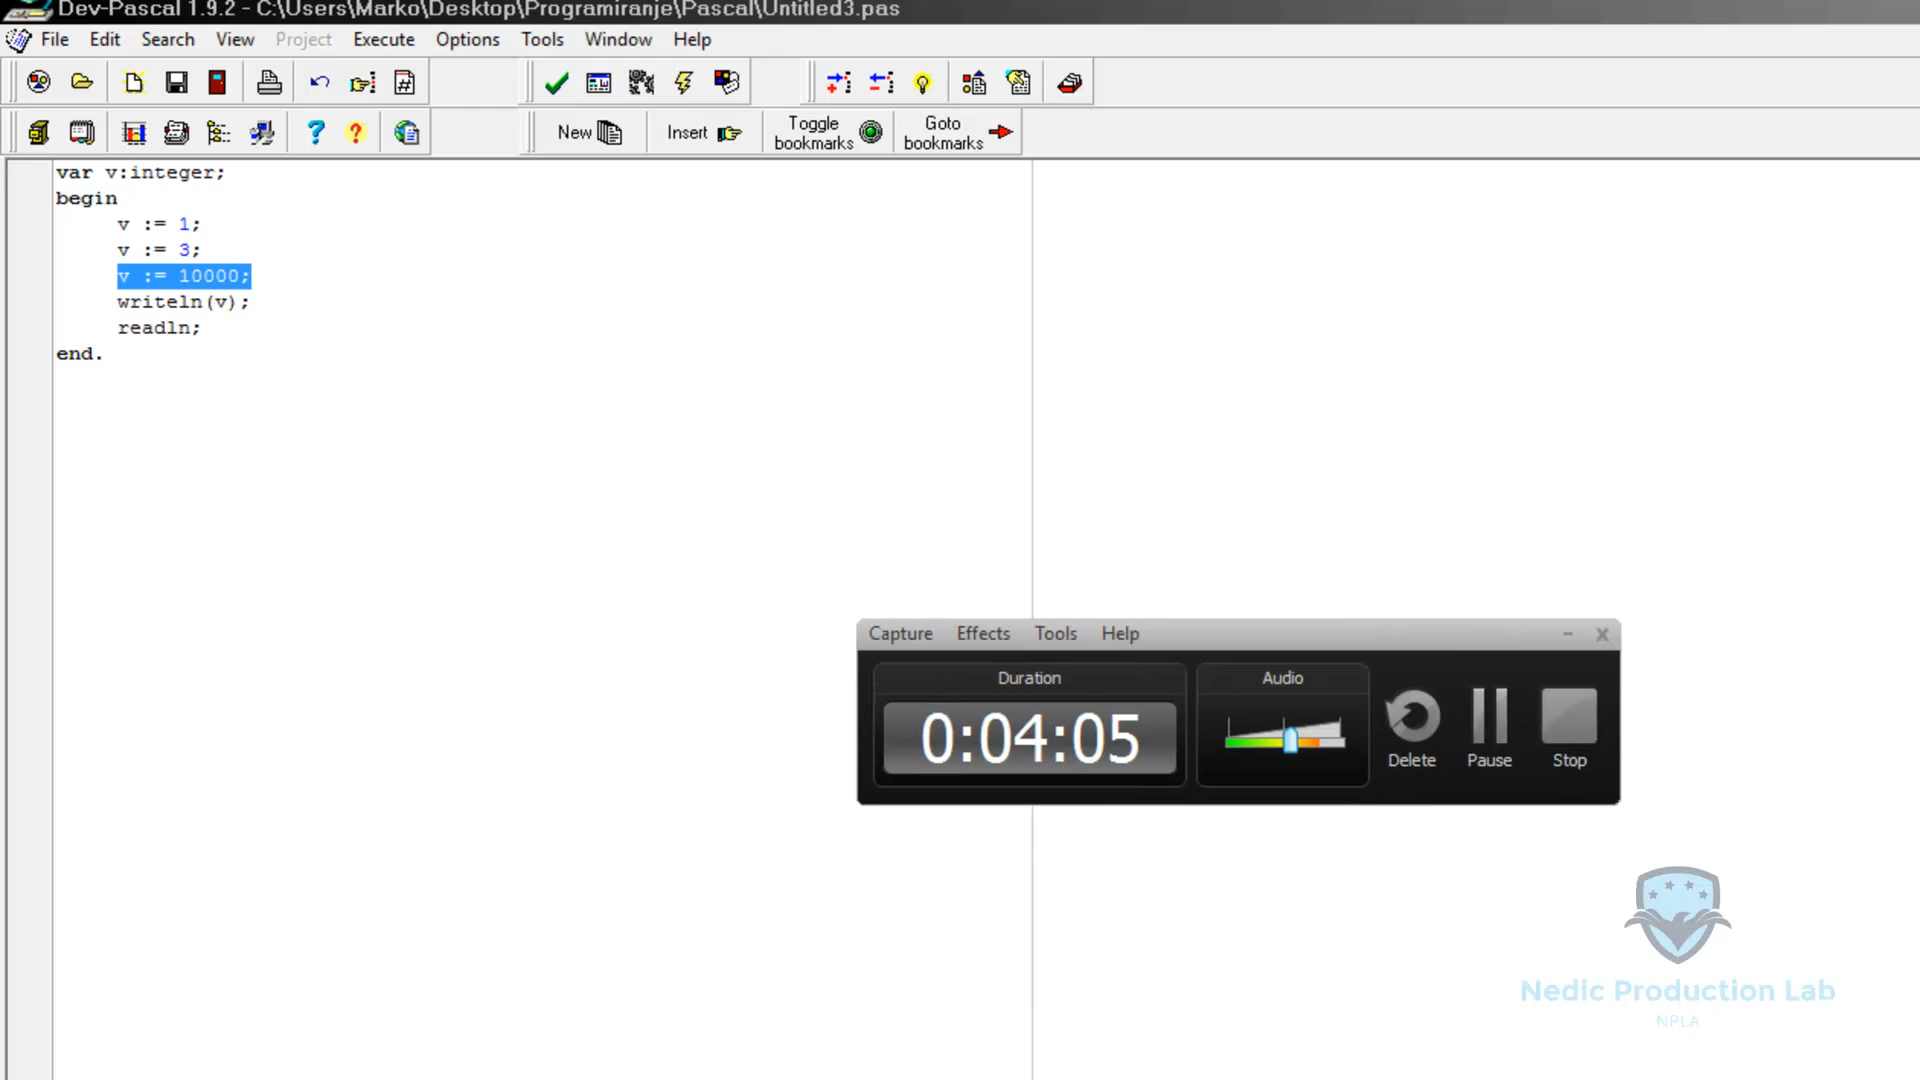 Dev-Pascal 1.9.2 - C:\Users\Marko\Desktop\Programiranje\Pascal\Untitled3.pas
File Edit Search View Project Execute Options Tools Window Help
New Insert Toggle bookmarks Goto bookmarks
var v:integer;
begin
v := 1;
v := 3;
v := 10000;
writeln(v);
readln;
end.
Capture Effects Tools Help
Duration Audio
0:04:05
Delete Pause Stop
Nedic Production Lab
NPLA